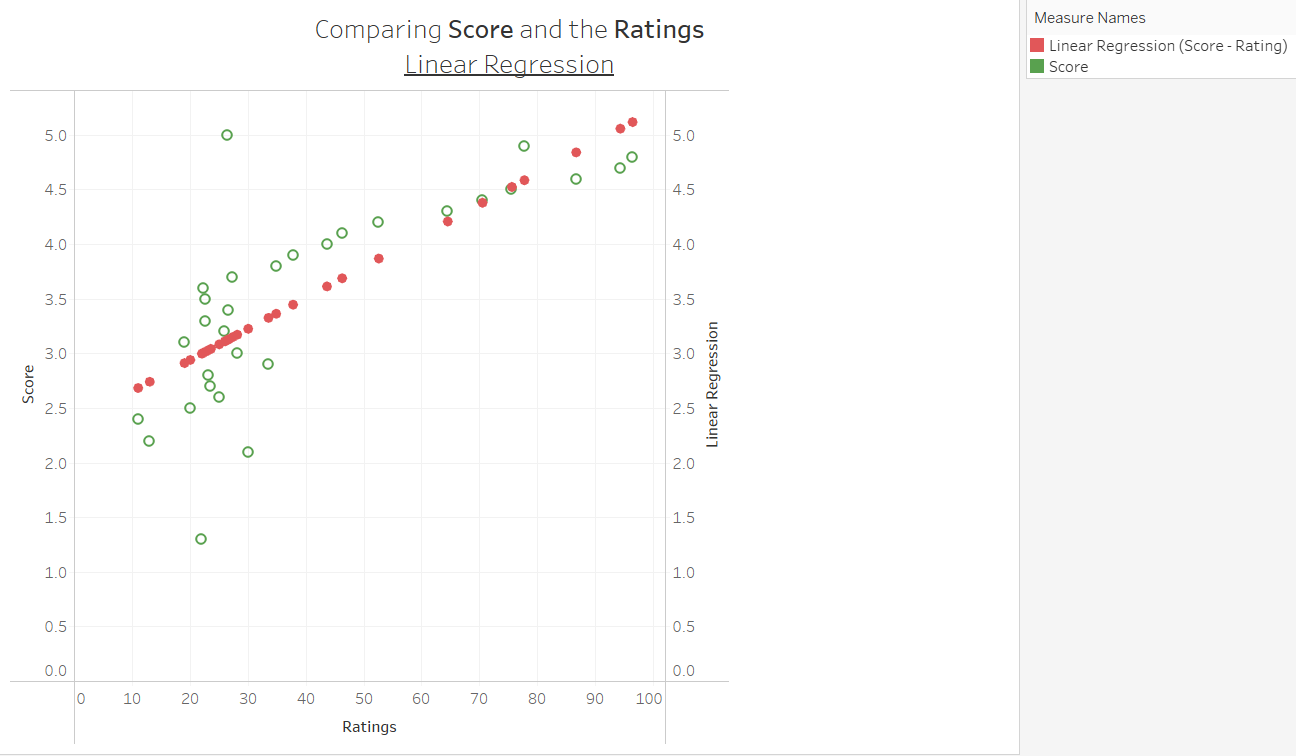 Comparing Score and the Ratings
Linear Regression
Measure Names
Linear Regression (Score - Rating)
Score
5.0
4.5
4.0
3.5
3.0
2.5
2.0
1.5
1.0
0.5
0.0
Score
5.0
4.5
4.0
3.5
3.0
2.5
2.0
1.5
1.0
0.5
0.0
Linear Regression
0 10 20 30 40 50 60 70 80 90 100
Ratings